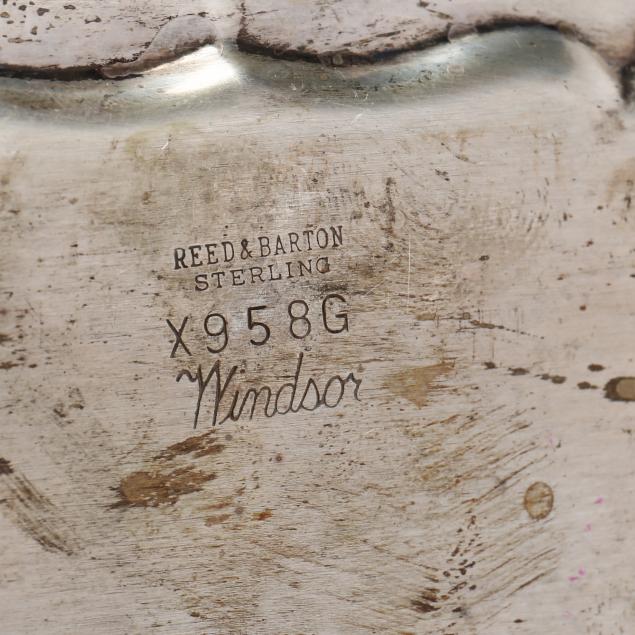 REED & BARTON
STERLING
X958G
Windsor